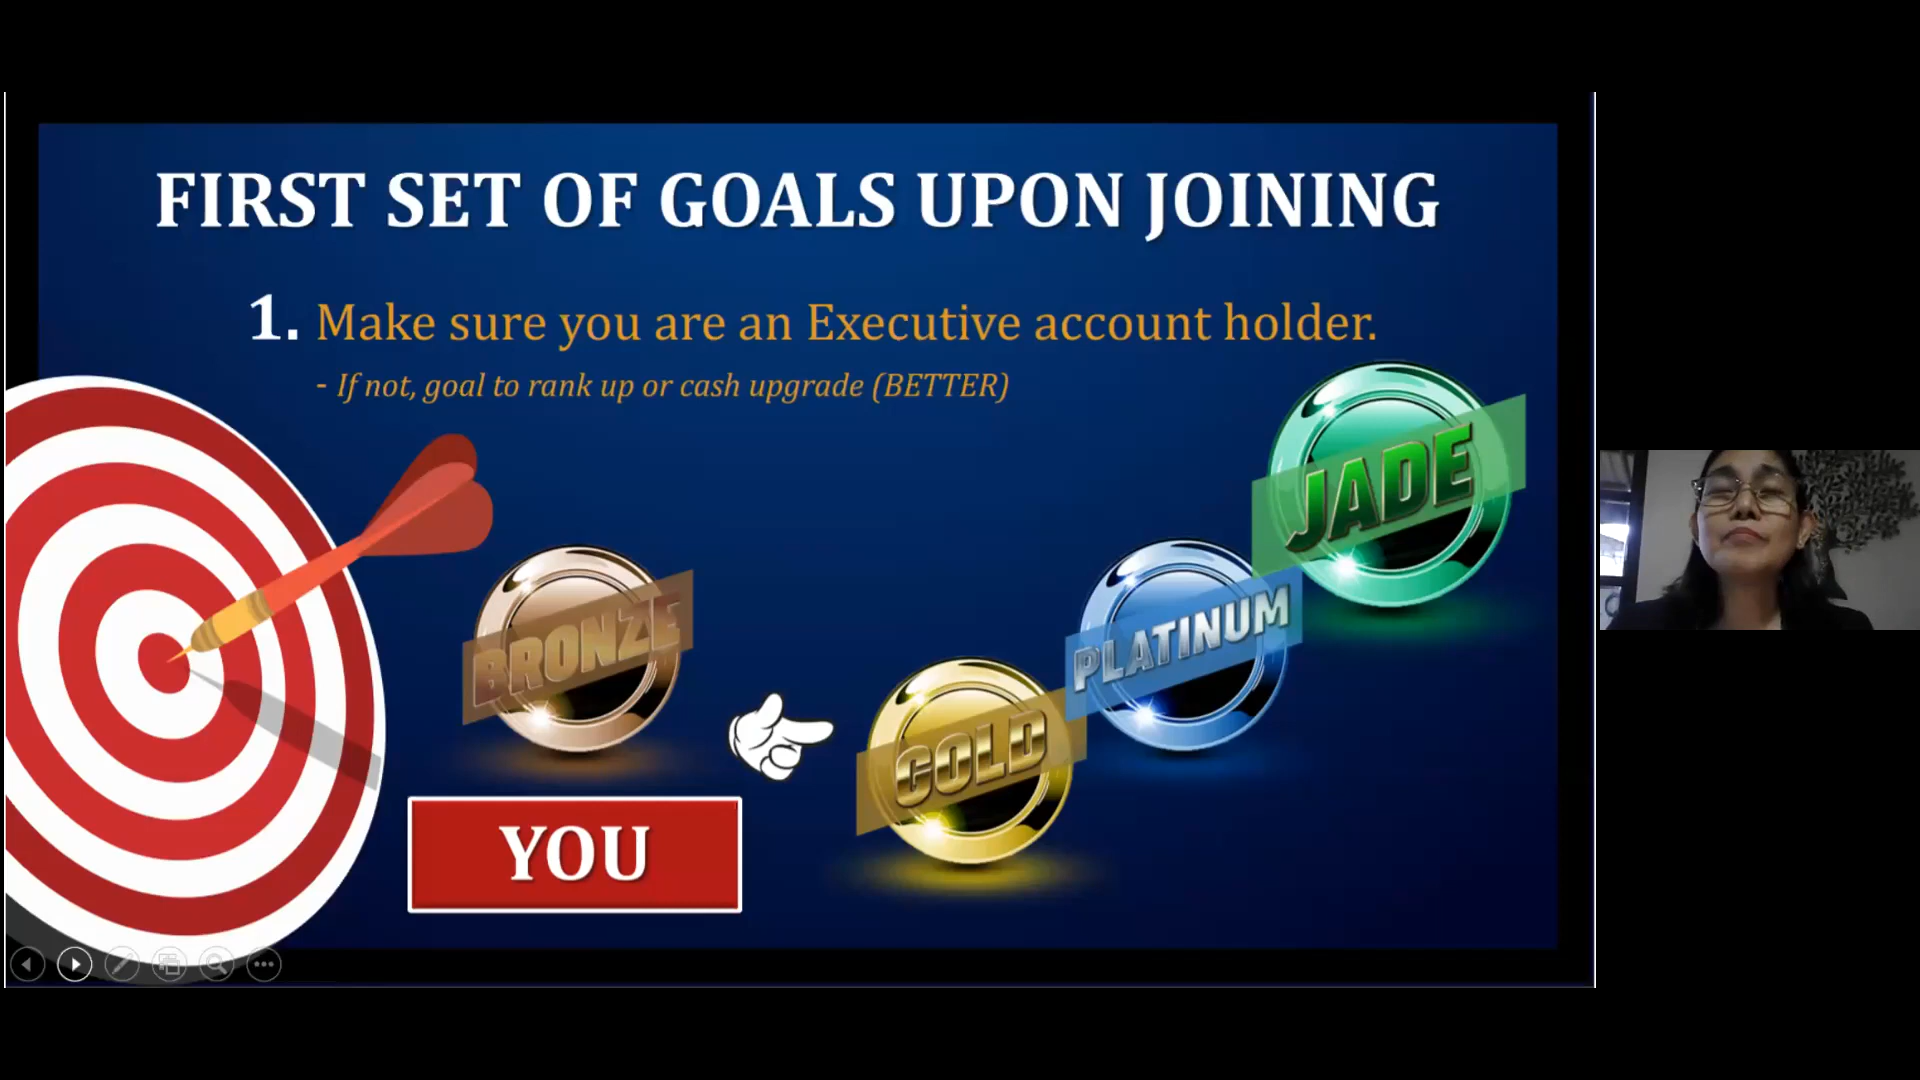 FIRST SET OF GOALS UPON JOINING
1. Make sure you are an Executive account holder.
- If not, goal to rank up or cash upgrade (BETTER)
JADE
BRONZE
PLATINUM
GOLD
YOU